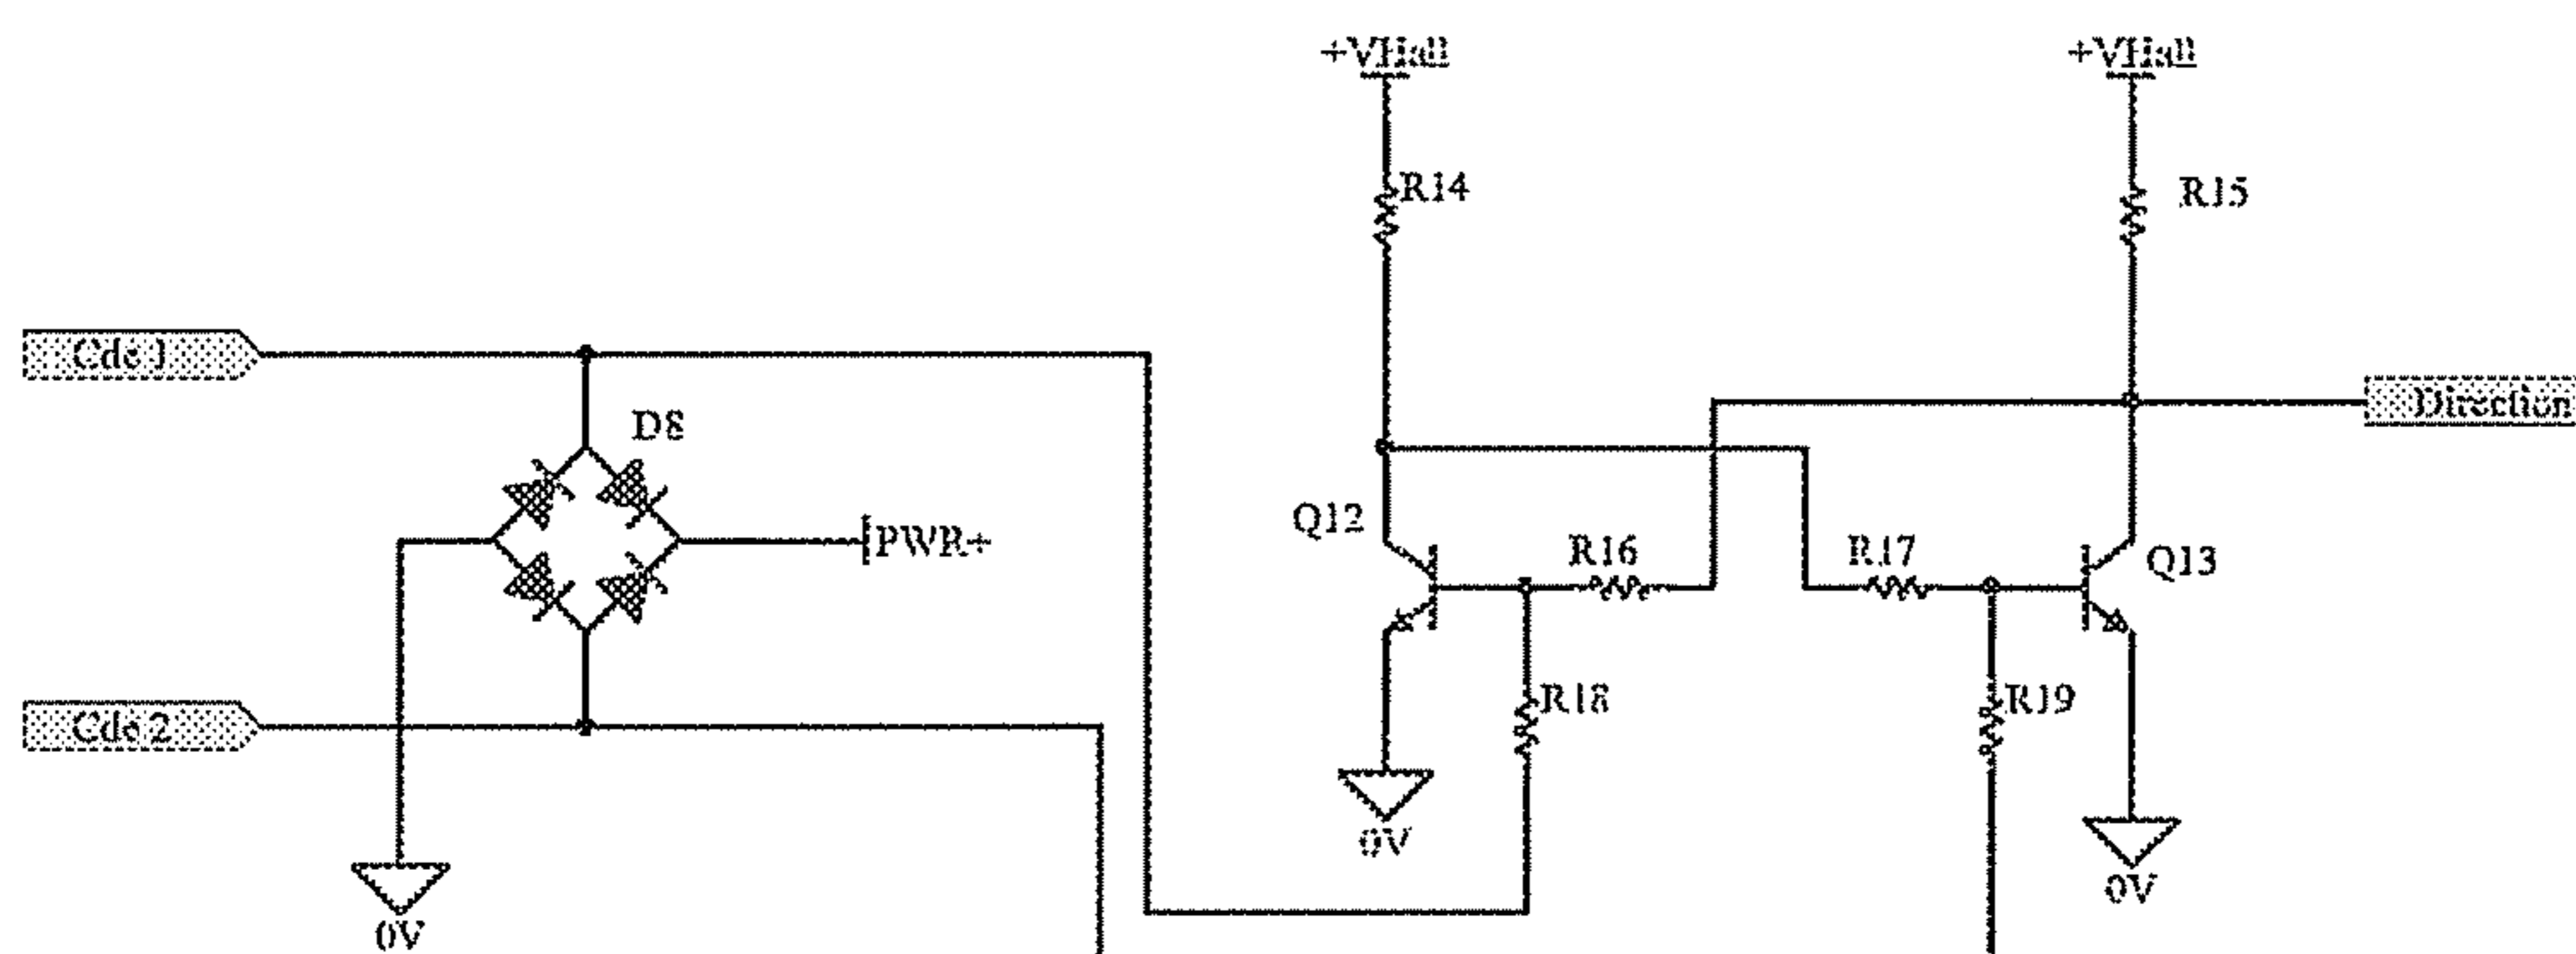 +VHall
+VHall
R14
R15
Cde 1
Direction
D8
Q12
PWR+
R16
R17
Q13
R18
R19
Cde 2
0V
0V
0V